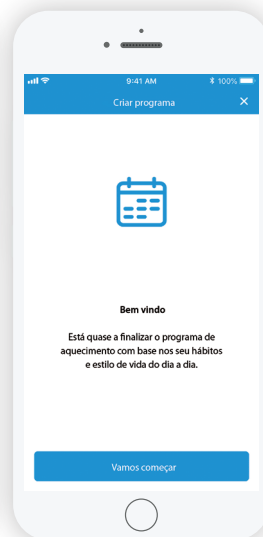 9:41 AM 100%
Criar programa
Bem vindo
Está quase a finalizar o programa de
aquecimento com base nos seu hábitos
e estilo de vida do dia a dia.
Vamos começar